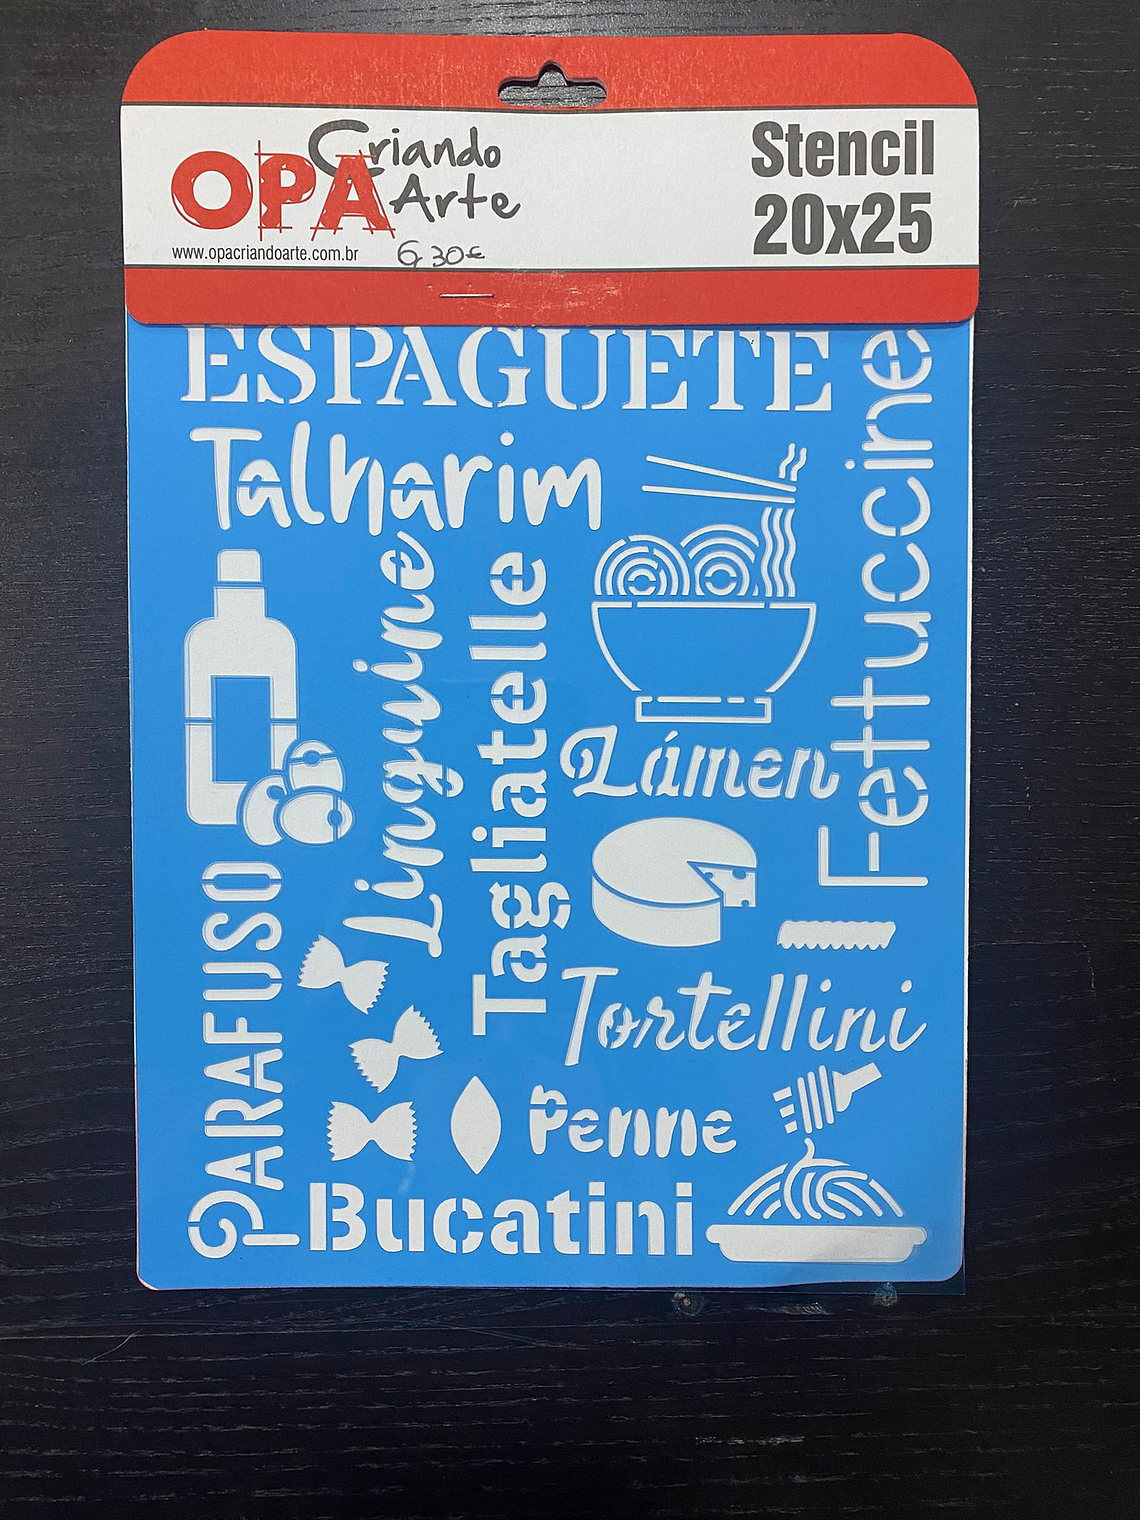 Criando
OPA Arte
www.opacriandoarte.com.br
6,30€
Stencil
20x25
ESPAGUETE
Talharim
Fettuccine
Linguine
Tagliatelle
Lámen
PARAFUSO
Tortellini
Penne
Bucatini